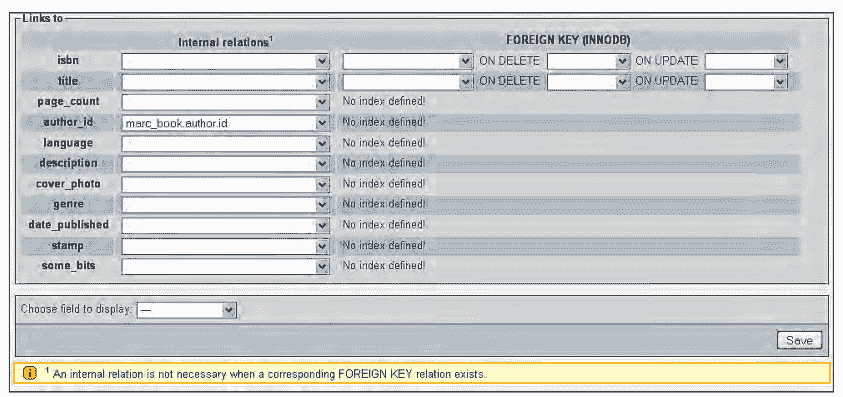 Links to
Internal relations¹ FOREIGN KEY (INNODB)
isbn ON DELETE ON UPDATE
title ON DELETE ON UPDATE
page_count No index defined!
author_id marc_book.author.id No index defined!
language No index defined!
description No index defined!
cover_photo No index defined!
genre No index defined!
date_published No index defined!
stamp No index defined!
some_bits No index defined!
Choose field to display: ---
Save
¹ An internal relation is not necessary when a corresponding FOREIGN KEY relation exists.